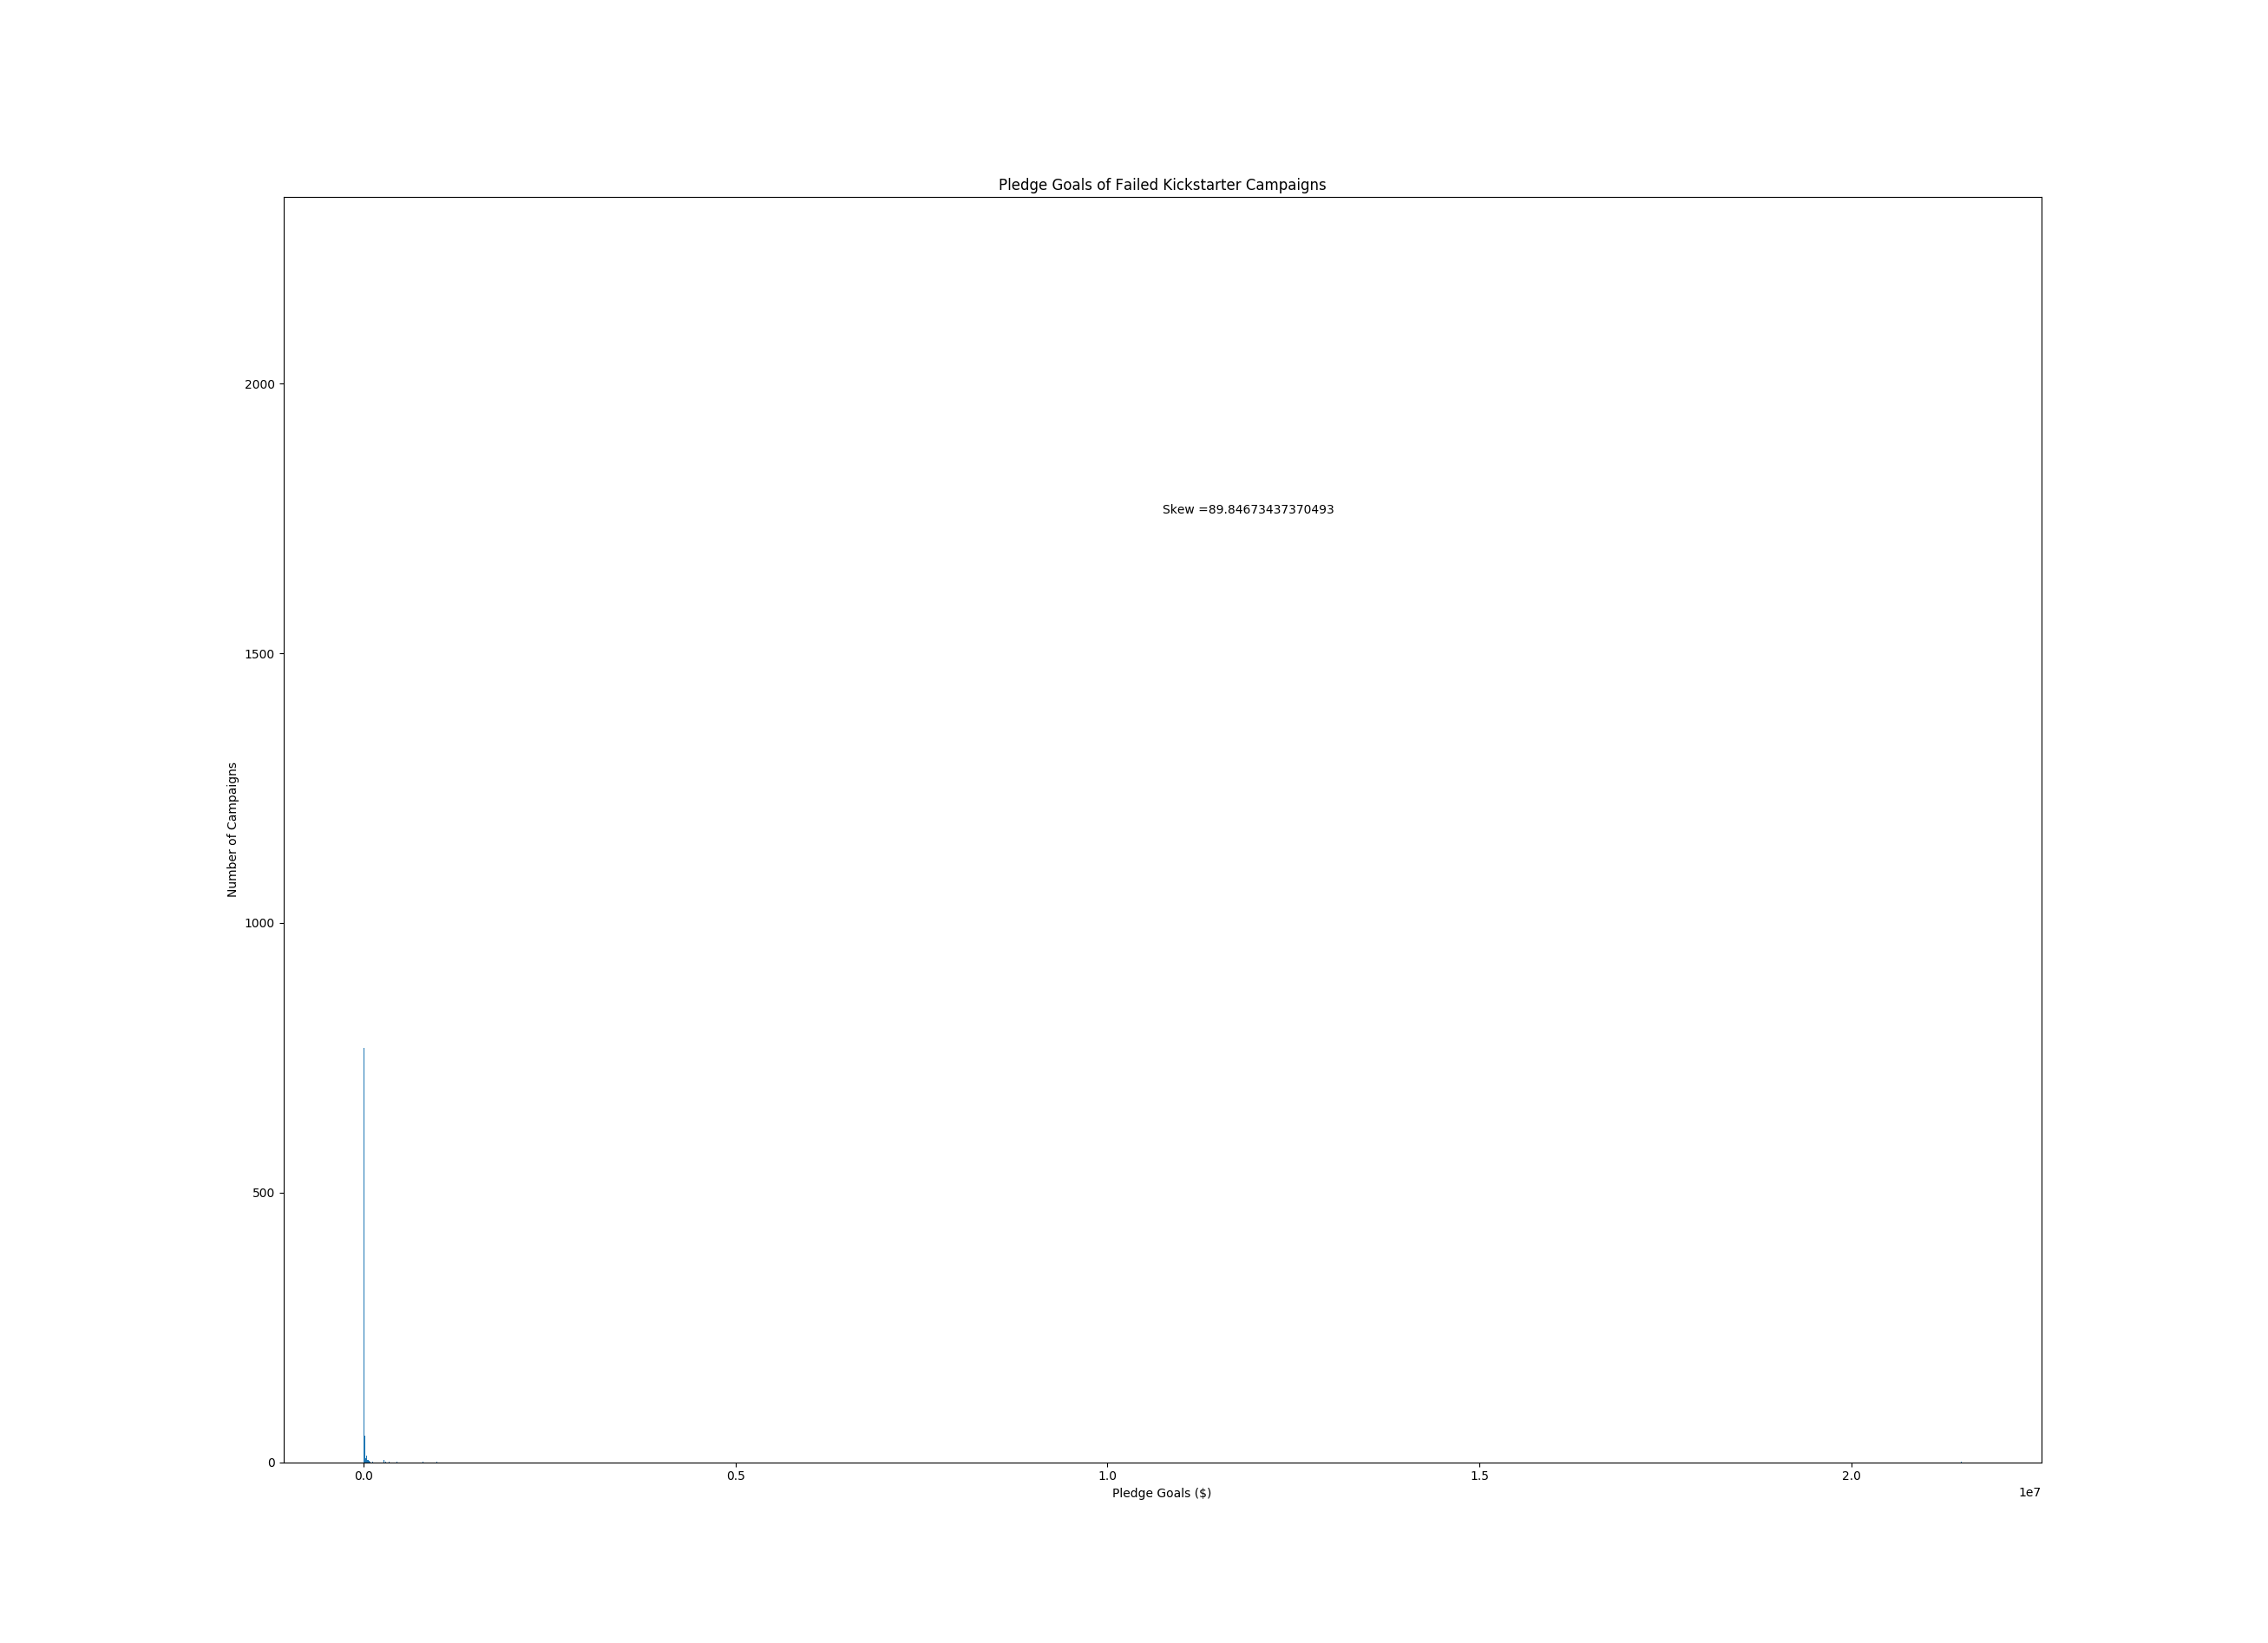 Pledge Goals of Failed Kickstarter Campaigns
2000
Skew =89.84673437370493
1500
Number of Campaigns
1000
500
0
0.0 0.5 1.0 1.5 2.0
Pledge Goals ($)
1e7